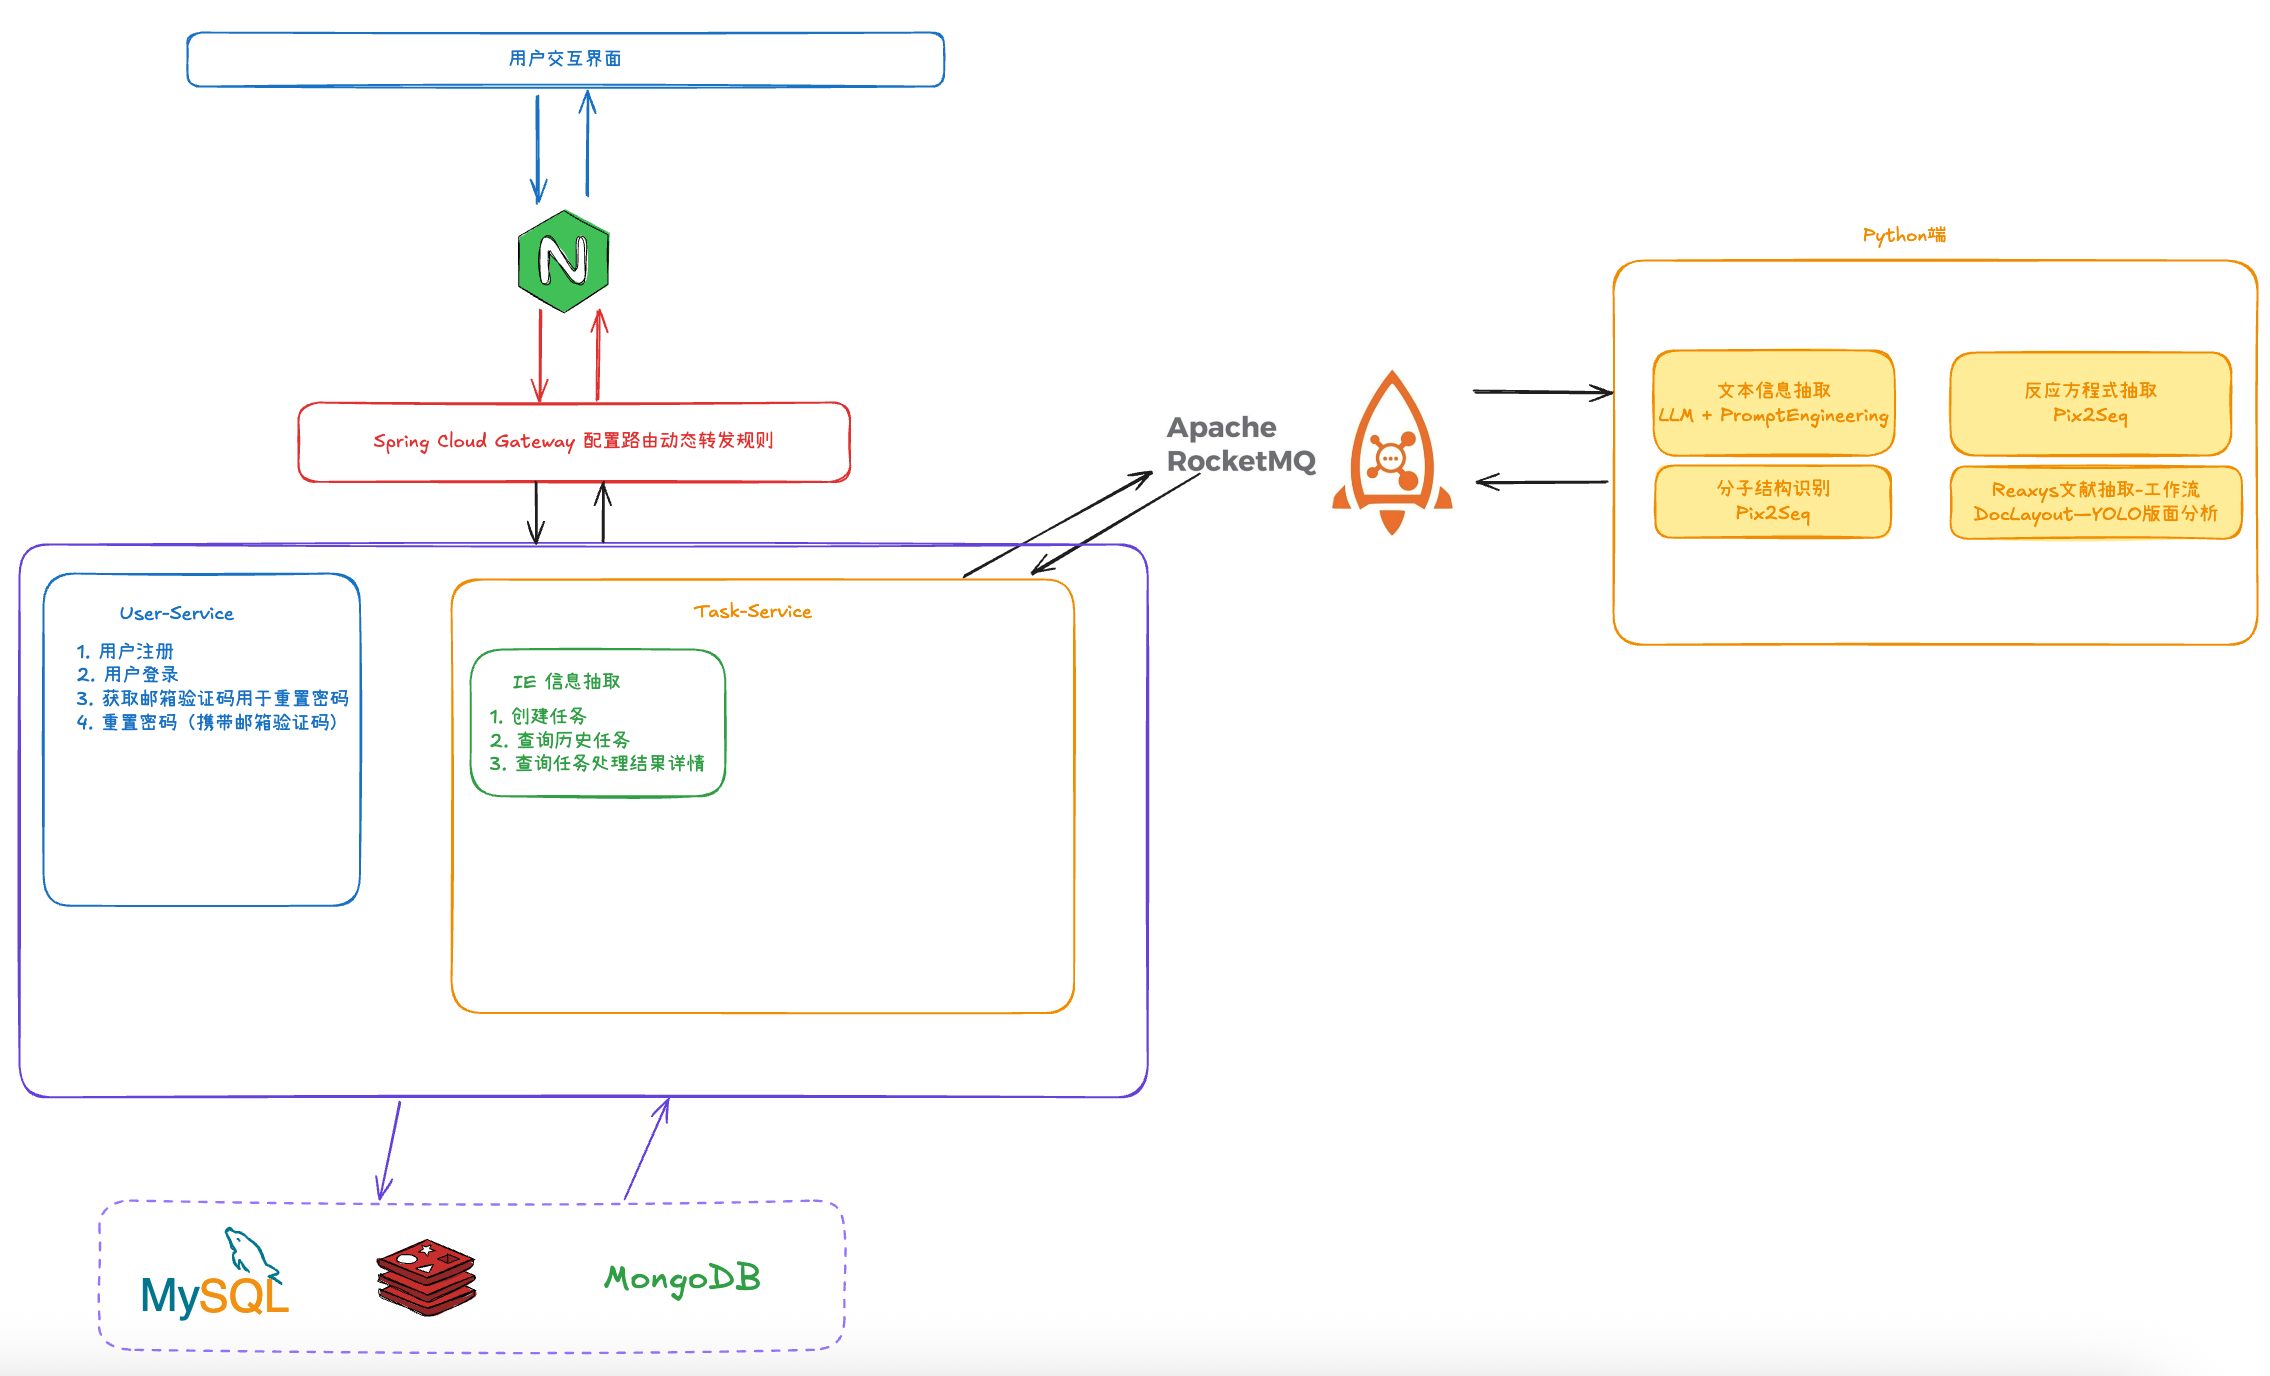 用户交互界面
N
Spring Cloud Gateway 配置路由动态转发规则
Apache
RocketMQ
Python端
文本信息抽取
LLM + PromptEngineering
反应方程式抽取
Pix2Seq
分子结构识别
Pix2Seq
Reaxys文献抽取-工作流
DocLayout—YOLO版面分析
User-Service
1. 用户注册
2. 用户登录
3. 获取邮箱验证码用于重置密码
4. 重置密码（携带邮箱验证码）
Task-Service
IE 信息抽取
1. 创建任务
2. 查询历史任务
3. 查询任务处理结果详情
MySQL
MongoDB